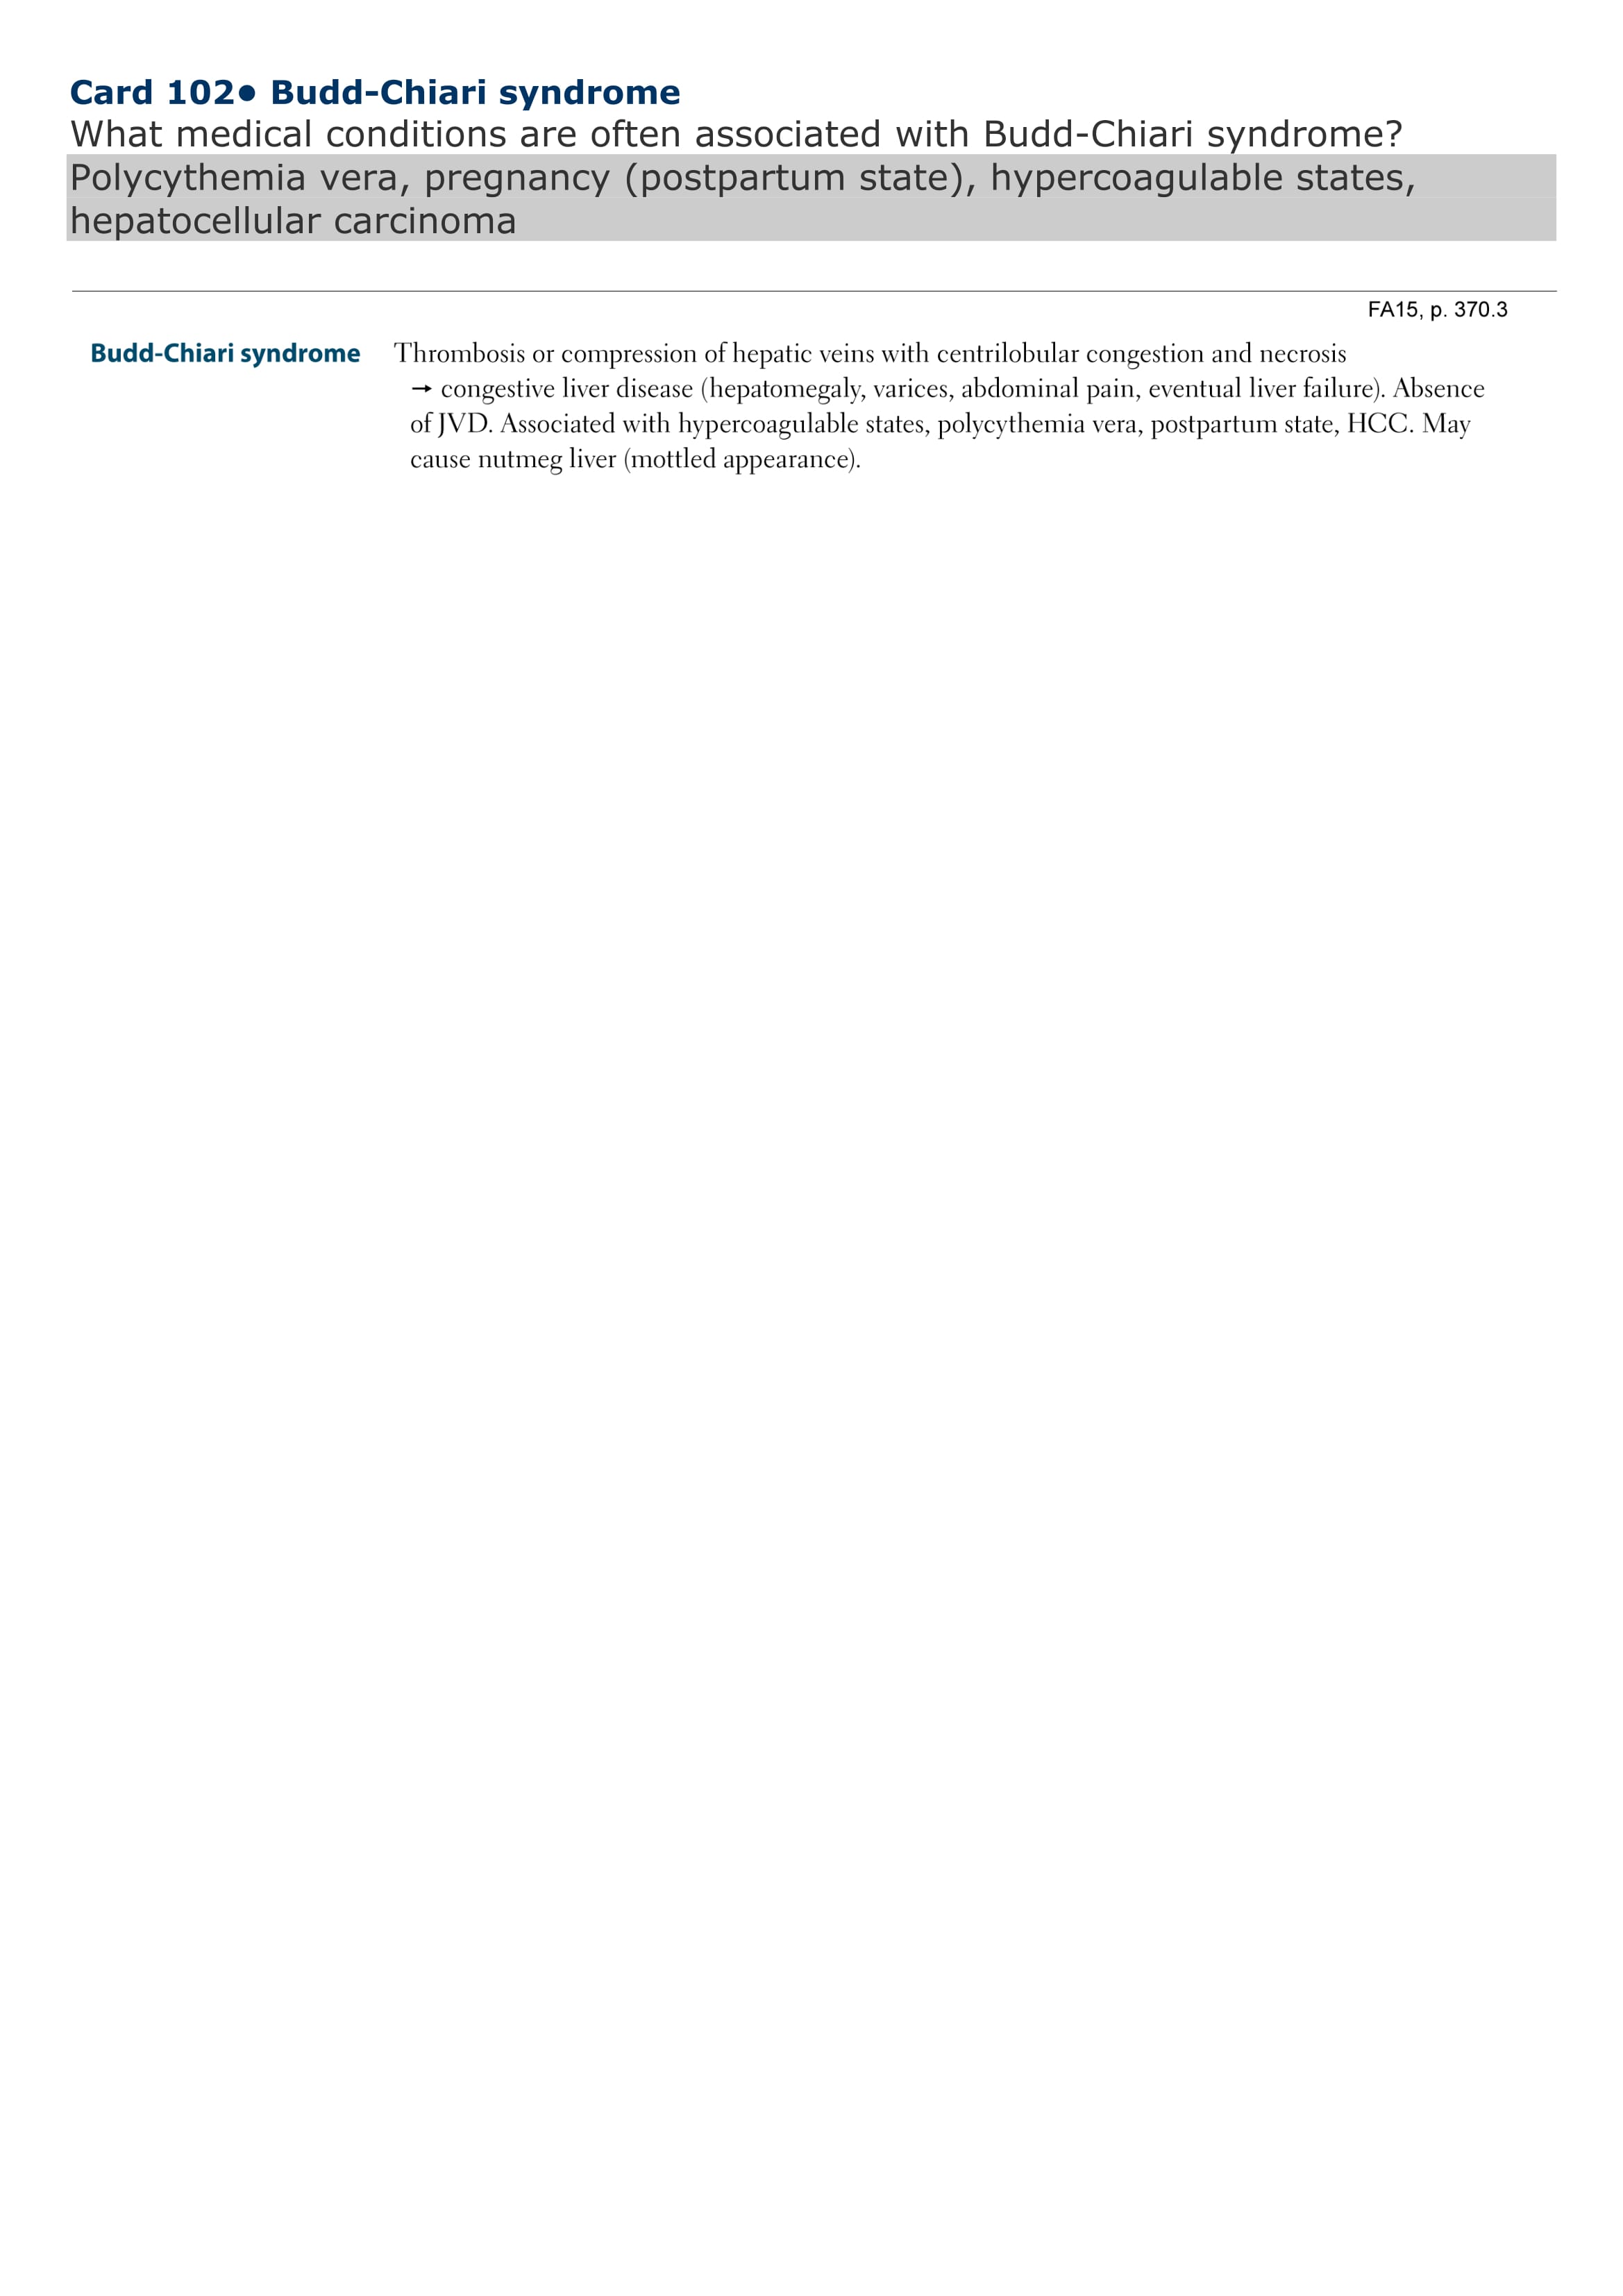 Card 102● Budd-Chiari syndrome
What medical conditions are often associated with Budd-Chiari syndrome?
Polycythemia vera, pregnancy (postpartum state), hypercoagulable states,
hepatocellular carcinoma
FA15, p. 370.3
Budd-Chiari syndrome Thrombosis or compression of hepatic veins with centrilobular congestion and necrosis
→ congestive liver disease (hepatomegaly, varices, abdominal pain, eventual liver failure). Absence
of JVD. Associated with hypercoagulable states, polycythemia vera, postpartum state, HCC. May
cause nutmeg liver (mottled appearance).